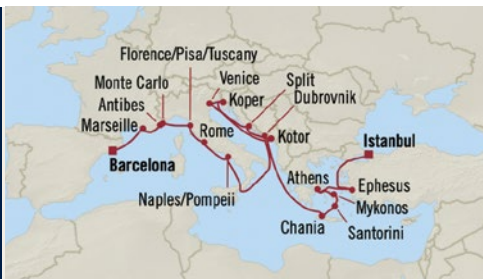 Florence/Pisa/Tuscany
Monte Carlo
Venice
Split
Antibes
Koper
Dubrovnik
Marseille
Rome
Kotor
Istanbul
Barcelona
Athens
Ephesus
Naples/Pompeii
Mykonos
Chania
Santorini